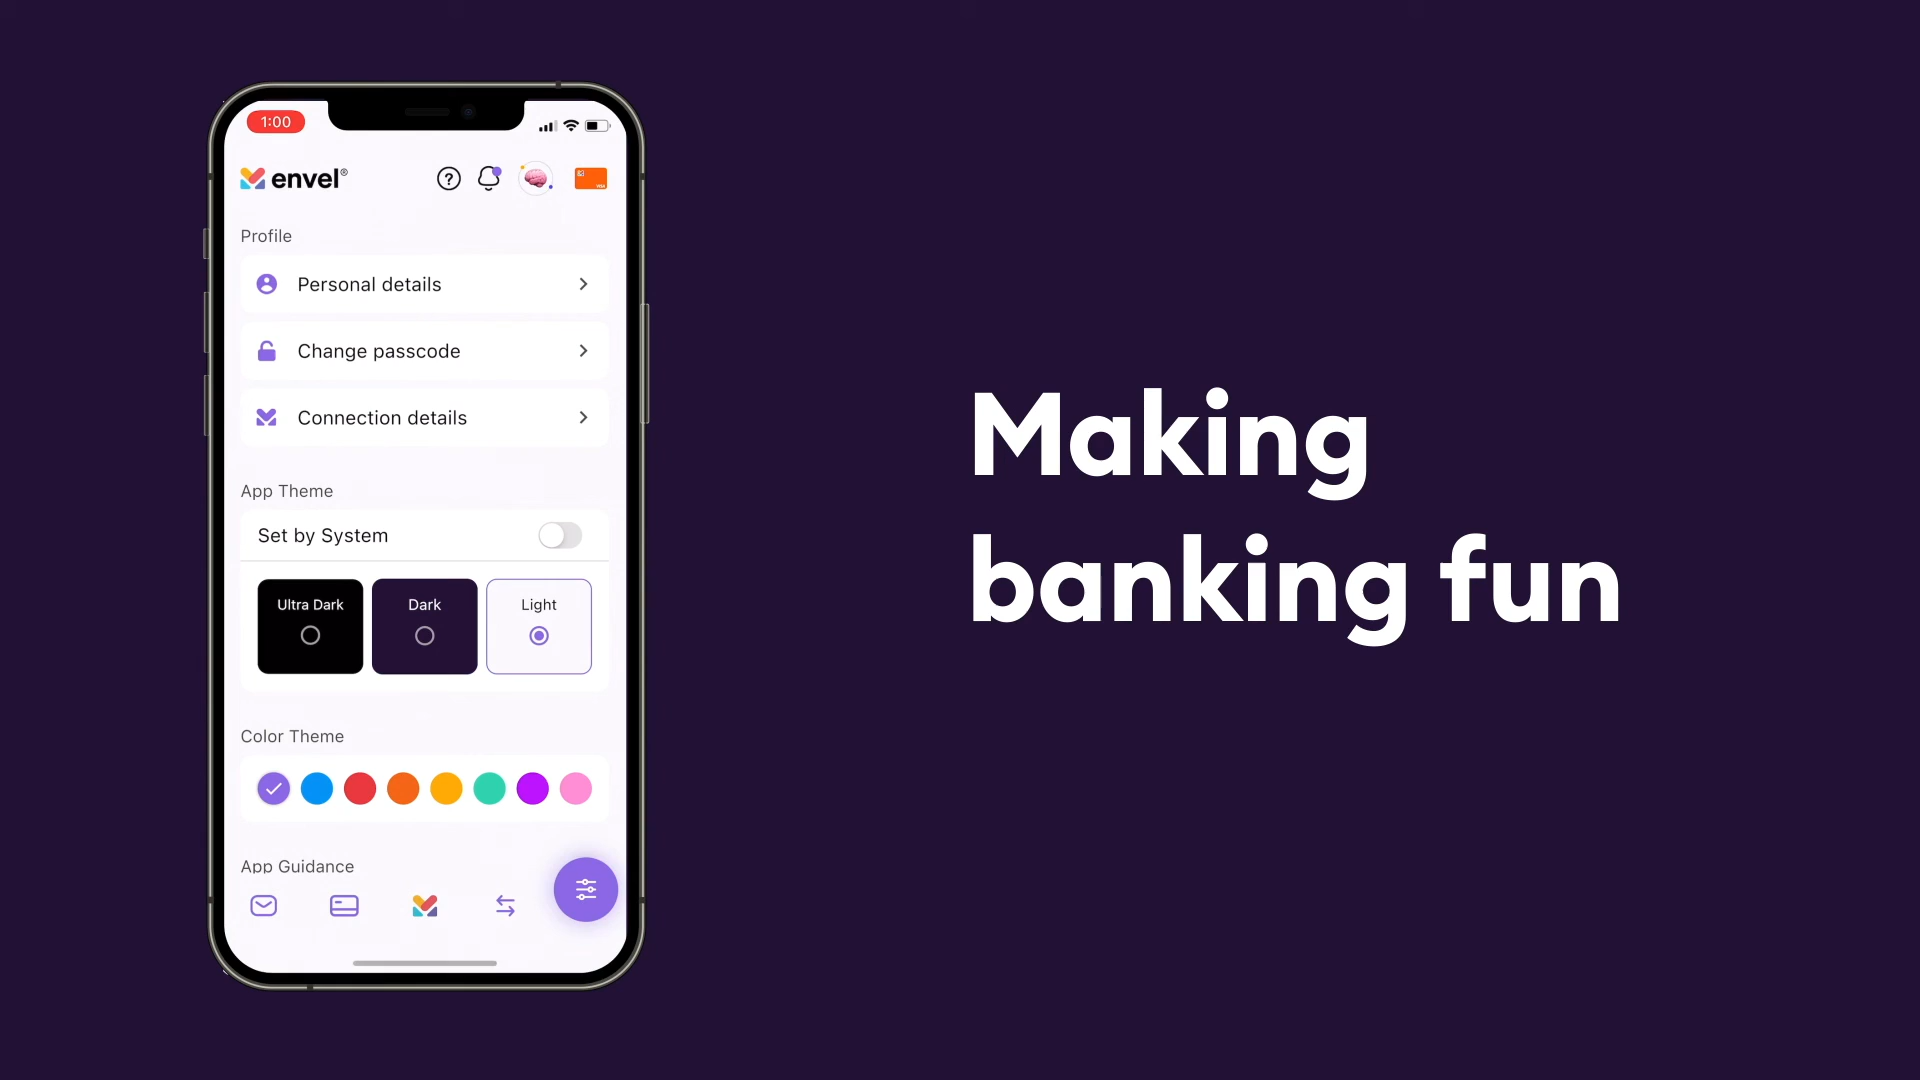 1:00
envel®
Profile
Personal details
Change passcode
Connection details
App Theme
Set by System
Ultra Dark
Dark
Light
Color Theme
App Guidance
Making
banking fun